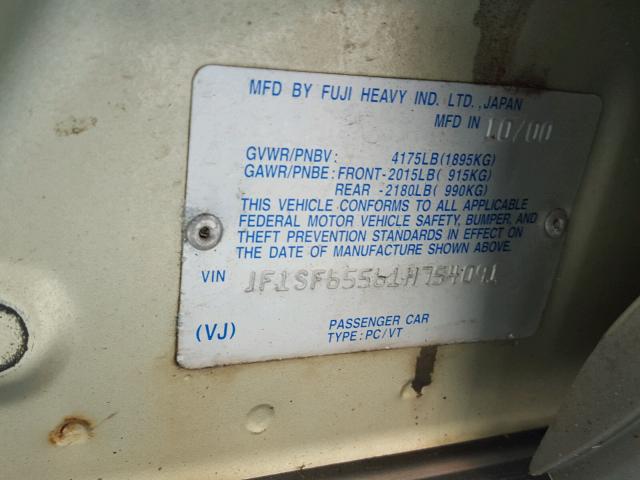 MFD BY FUJI HEAVY IND. LTD., JAPAN
MFD IN 10/00
GVWR/PNBV: 4175LB(1895KG)
GAWR/PNBE: FRONT-2015LB( 915KG)
REAR -2180LB( 990KG)
THIS VEHICLE CONFORMS TO ALL APPLICABLE
FEDERAL MOTOR VEHICLE SAFETY, BUMPER, AND
THEFT PREVENTION STANDARDS IN EFFECT ON
THE DATE OF MANUFACTURE SHOWN ABOVE.
VIN JF1SF65561H754091
(VJ) PASSENGER CAR
TYPE: PC/VT